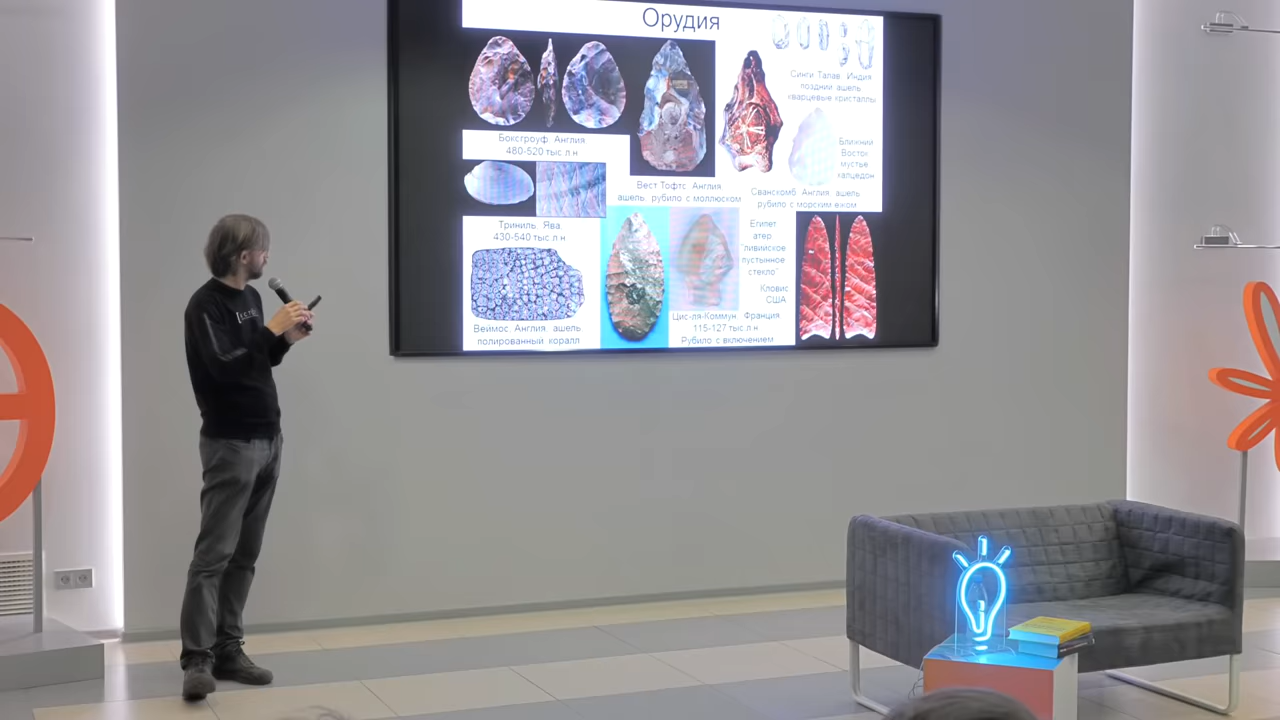 Орудия
Синги Талав. Индия
поздний ашель
кварцевые кристаллы
Боксгроув. Англия
480-520 тыс.л.н
Ближний
Восток
мустье
халцедон
Вест Тофтс. Англия
ашель. рубило с моллюском
Сванскомб. Англия. ашель
рубило с морским ежом
Триниль. Ява.
430-540 тыс.л.н
Египет.
атер.
"ливийское
пустынное
стекло"
Кловис
США
Веймос. Англия. ашель.
полированный коралл
Цис-ля-Коммун. Франция.
115-127 тыс.л.н
Рубило с включением